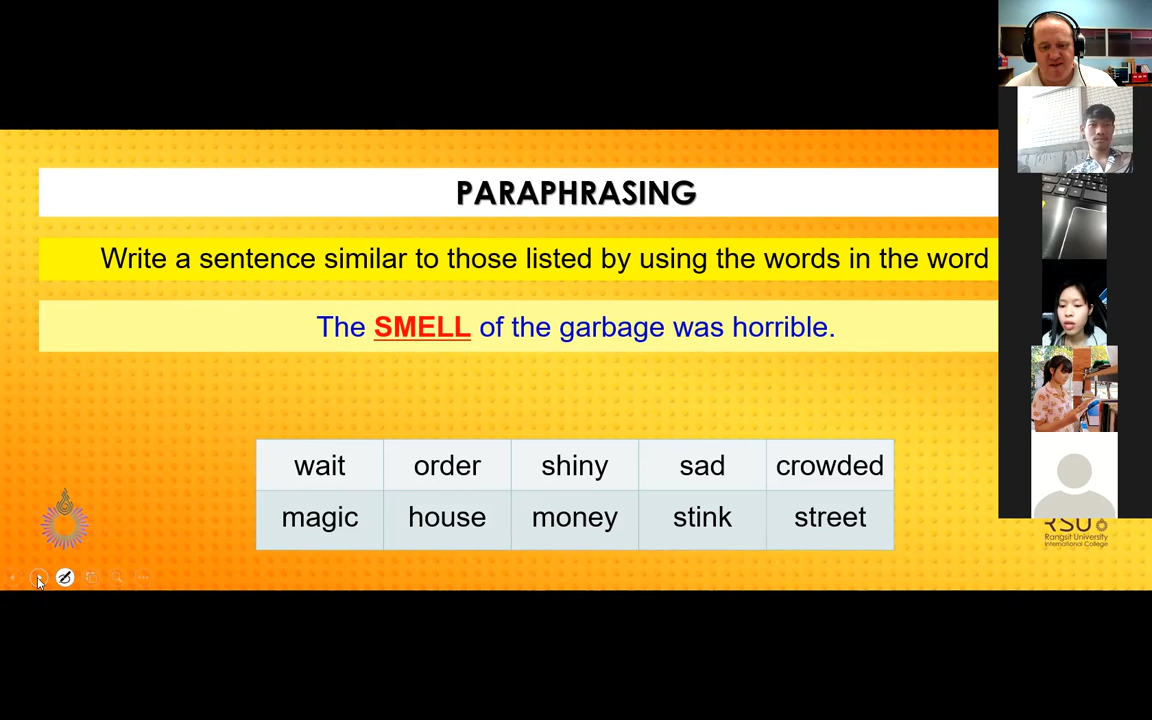 PARAPHRASING
Write a sentence similar to those listed by using the words in the word
The SMELL of the garbage was horrible.
wait order shiny sad crowded
magic house money stink street
RSU
Rangsit University
International College